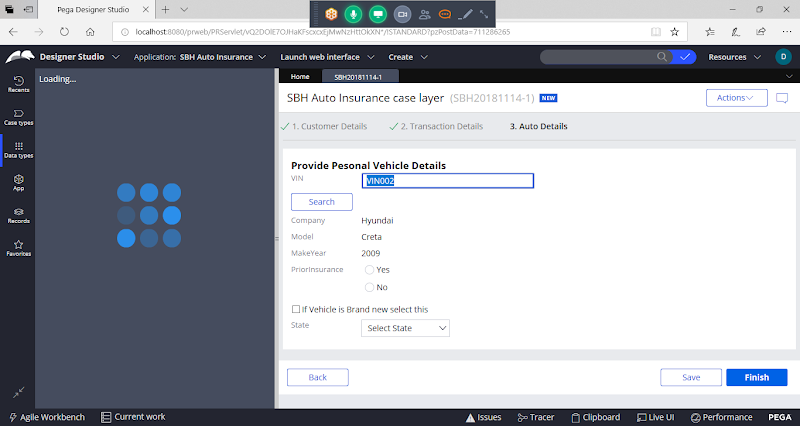 Pega Designer Studio
localhost:8080/prweb/PRServlet/vQ2DOlE7OJHaKFscxcxEjMwNzHttOkXN*/!STANDARD?pzPostData=711286265
Designer Studio
Application: SBH Auto Insurance
Launch web interface
Create
Resources
D
Recents
Case types
Data types
App
Records
Favorites
Loading...
Home
SBH20181114-1
SBH Auto Insurance case layer (SBH20181114-1) NEW
Actions
1. Customer Details
2. Transaction Details
3. Auto Details
Provide Pesonal Vehicle Details
VIN VIN002
Search
Company Hyundai
Model Creta
MakeYear 2009
PriorInsurance Yes
No
If Vehicle is Brand new select this
State Select State
Back
Save
Finish
Agile Workbench
Current work
Issues
Tracer
Clipboard
Live UI
Performance
PEGA